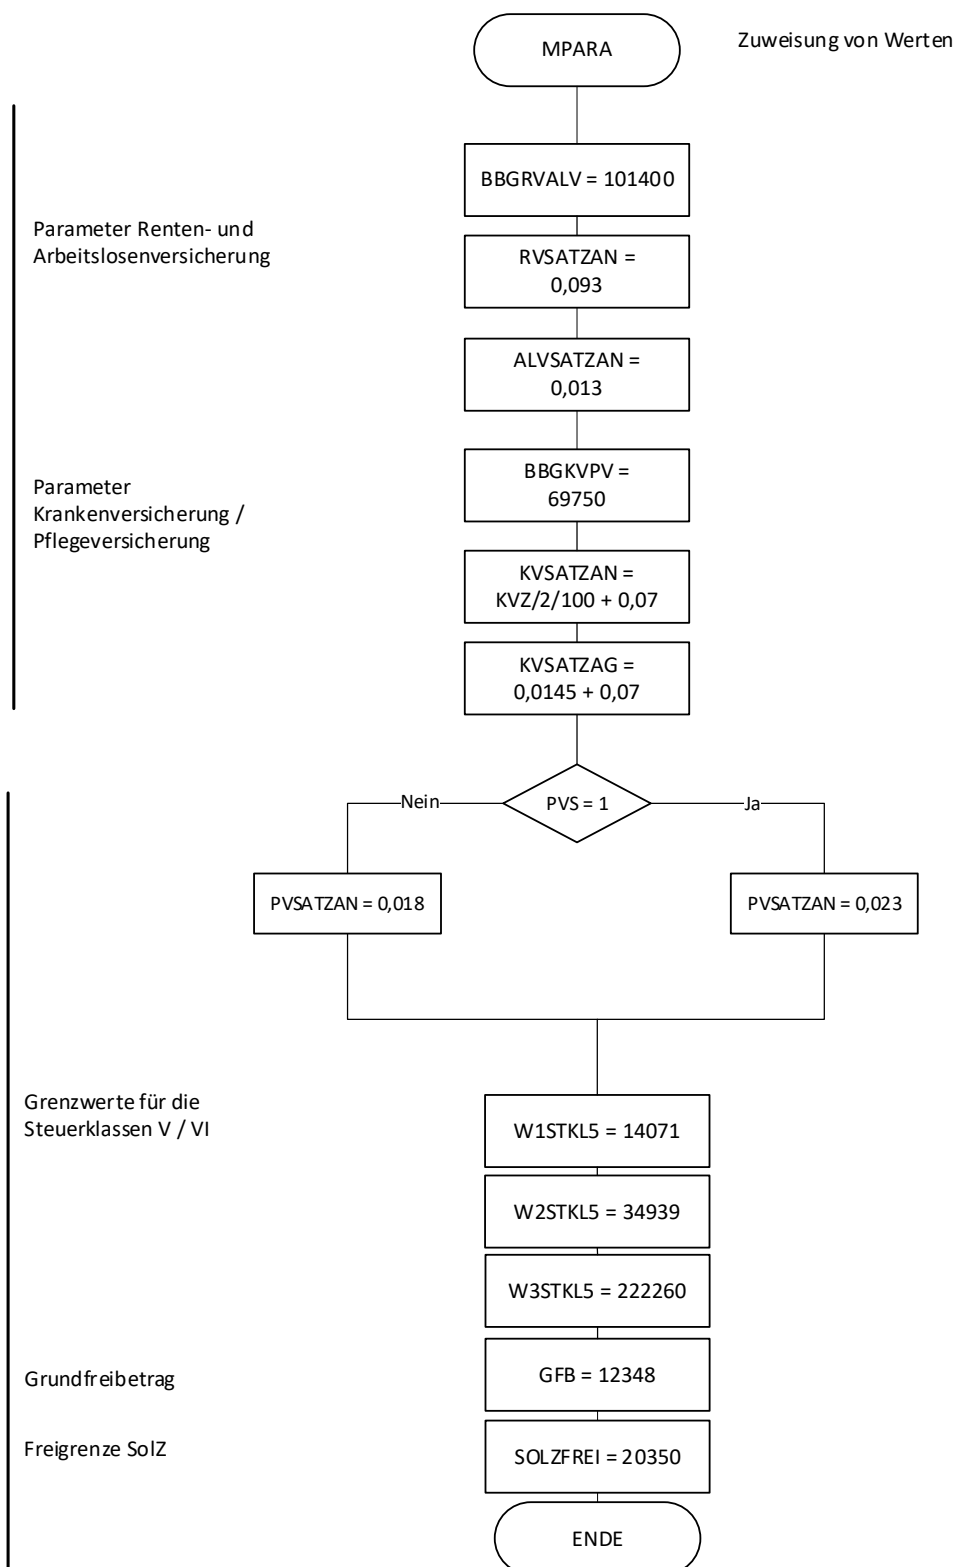 MPARA
Zuweisung von Werten
BBGRVALV = 101400
Parameter Renten- und
Arbeitslosenversicherung
RVSATZAN =
0,093
ALVSATZAN =
0,013
Parameter
Krankenversicherung /
Pflegeversicherung
BBGKVPV =
69750
KVSATZAN =
KVZ/2/100 + 0,07
KVSATZAG =
0,0145 + 0,07
PVS = 1
Nein
Ja
PVSATZAN = 0,018
PVSATZAN = 0,023
Grenzwerte für die
Steuerklassen V / VI
W1STKL5 = 14071
W2STKL5 = 34939
W3STKL5 = 222260
Grundfreibetrag
GFB = 12348
Freigrenze SolZ
SOLZFREI = 20350
ENDE